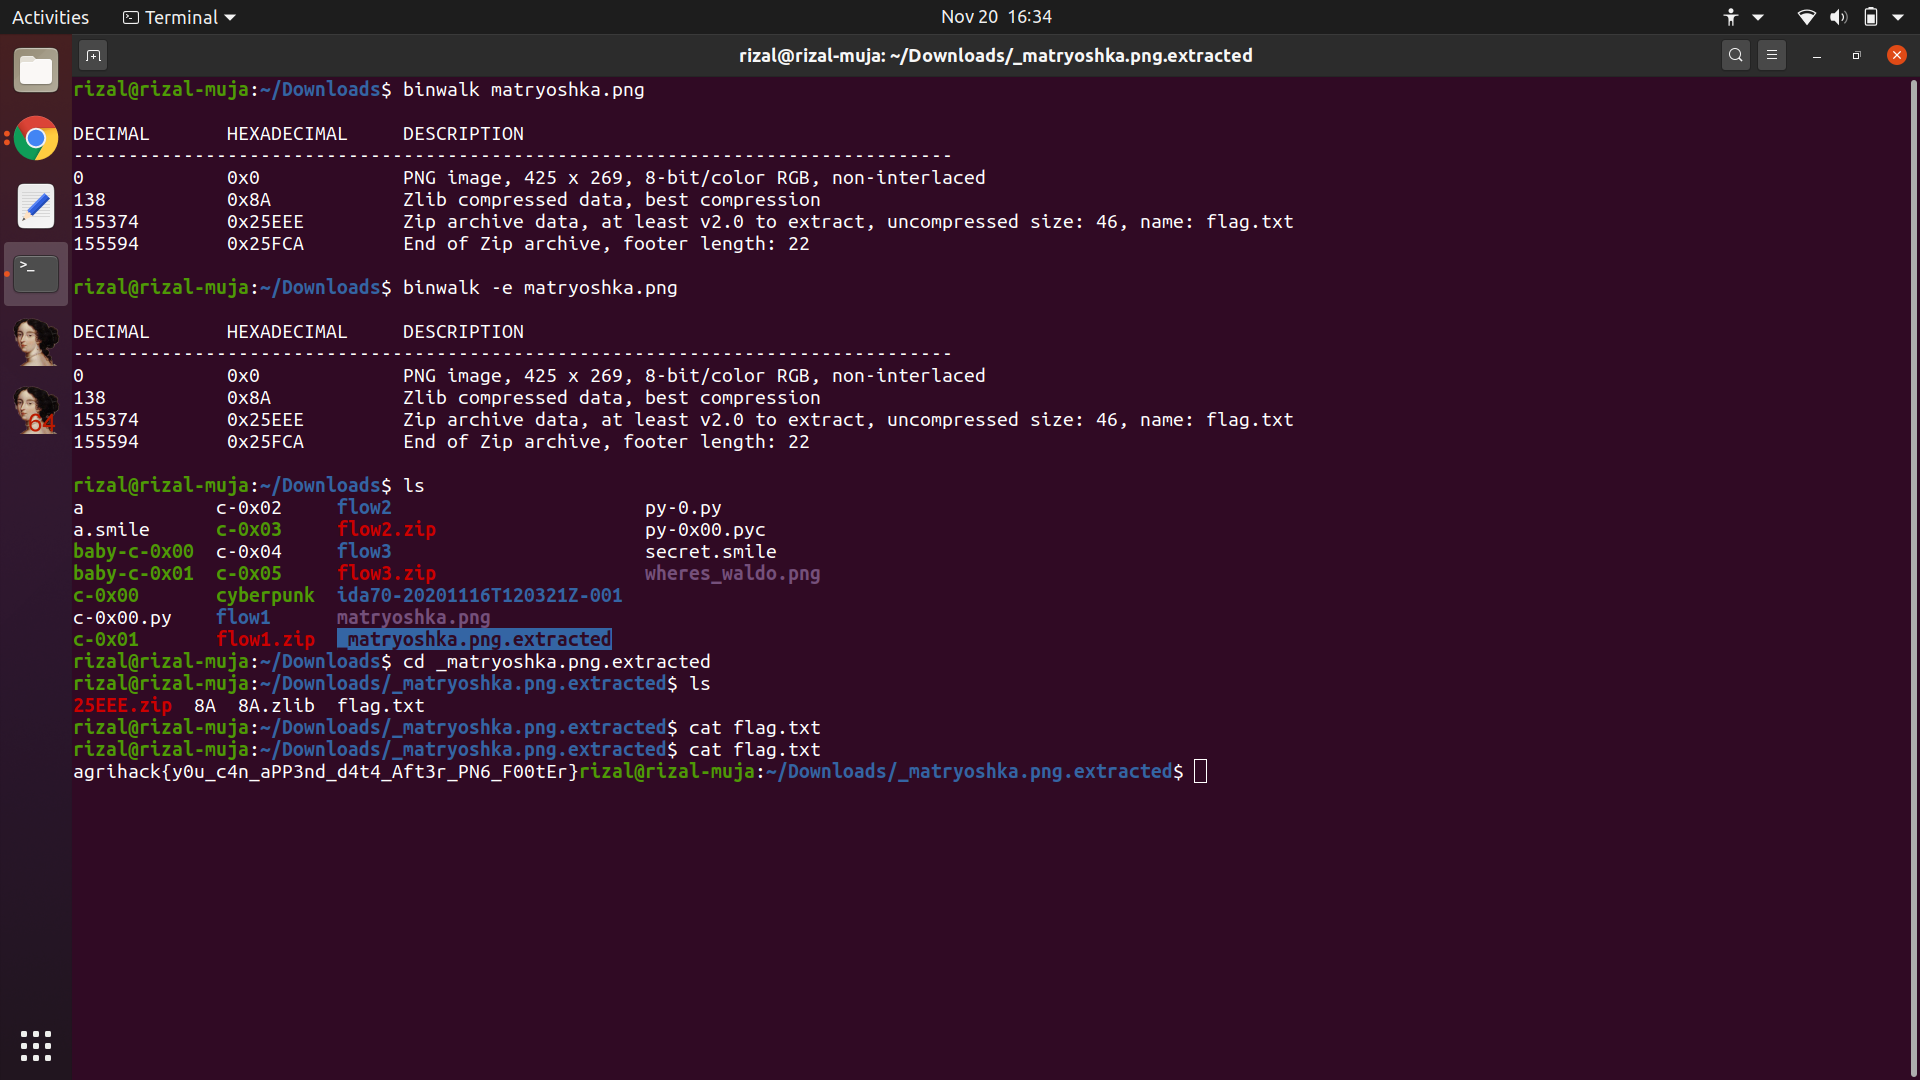 Activities Terminal Nov 20 16:34
rizal@rizal-muja: ~/Downloads/_matryoshka.png.extracted
rizal@rizal-muja:~/Downloads$ binwalk matryoshka.png
DECIMAL HEXADECIMAL DESCRIPTION
--------------------------------------------------------------------------------
0 0x0 PNG image, 425 x 269, 8-bit/color RGB, non-interlaced
138 0x8A Zlib compressed data, best compression
155374 0x25EEE Zip archive data, at least v2.0 to extract, uncompressed size: 46, name: flag.txt
155594 0x25FCA End of Zip archive, footer length: 22
rizal@rizal-muja:~/Downloads$ binwalk -e matryoshka.png
DECIMAL HEXADECIMAL DESCRIPTION
--------------------------------------------------------------------------------
0 0x0 PNG image, 425 x 269, 8-bit/color RGB, non-interlaced
138 0x8A Zlib compressed data, best compression
155374 0x25EEE Zip archive data, at least v2.0 to extract, uncompressed size: 46, name: flag.txt
155594 0x25FCA End of Zip archive, footer length: 22
rizal@rizal-muja:~/Downloads$ ls
a c-0x02 flow2 py-0.py
a.smile c-0x03 flow2.zip py-0x00.pyc
baby-c-0x00 c-0x04 flow3 secret.smile
baby-c-0x01 c-0x05 flow3.zip wheres_waldo.png
c-0x00 cyberpunk ida70-20201116T120321Z-001
c-0x00.py flow1 matryoshka.png
c-0x01 flow1.zip _matryoshka.png.extracted
rizal@rizal-muja:~/Downloads$ cd _matryoshka.png.extracted
rizal@rizal-muja:~/Downloads/_matryoshka.png.extracted$ ls
25EEE.zip 8A 8A.zlib flag.txt
rizal@rizal-muja:~/Downloads/_matryoshka.png.extracted$ cat flag.txt
rizal@rizal-muja:~/Downloads/_matryoshka.png.extracted$ cat flag.txt
agrihack{y0u_c4n_aPP3nd_d4t4_Aft3r_PN6_F00tEr}rizal@rizal-muja:~/Downloads/_matryoshka.png.extracted$
64